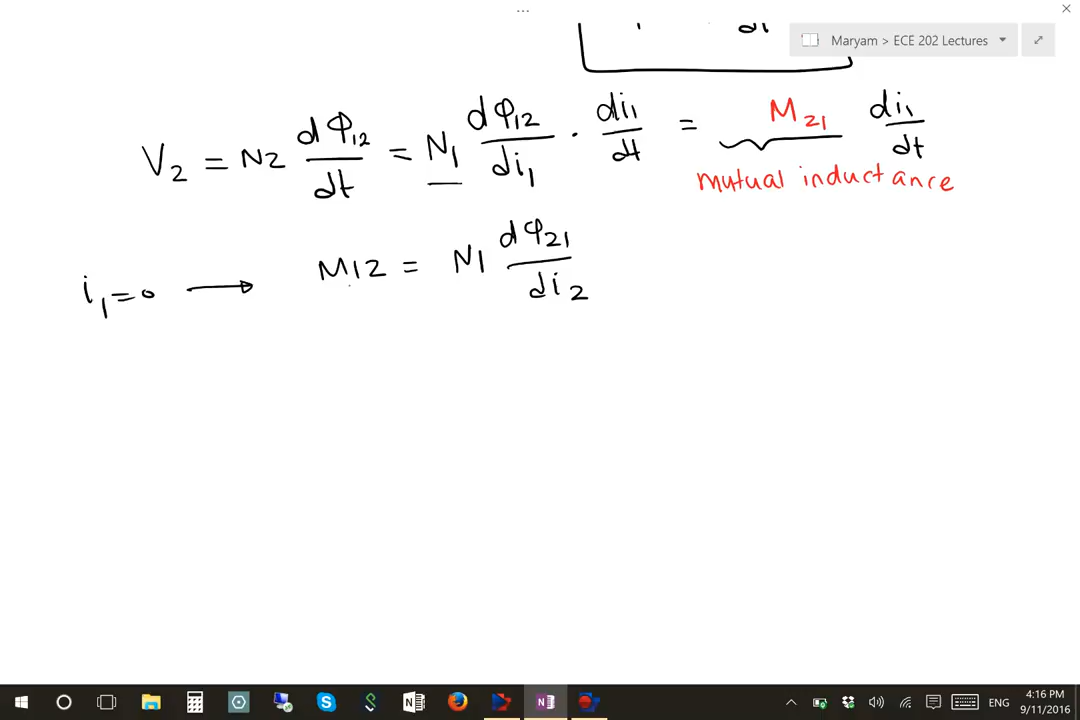 Maryam > ECE 202 Lectures
di
V2 = N2 dφ12/dt = N1 dφ12/di1 · di1/dt = M21 di1/dt
mutual inductance
i1=0 → M12 = N1 dφ21/di2
ENG
4:16 PM
9/11/2016